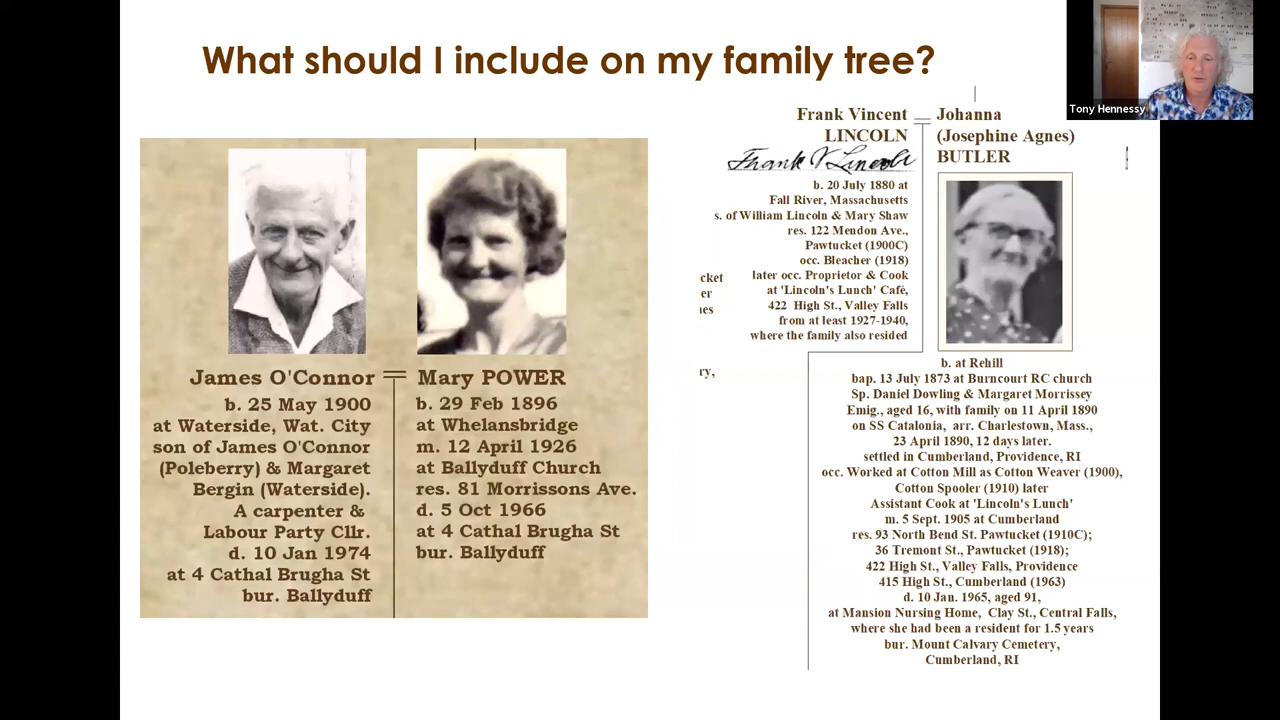 What should I include on my family tree?
Tony Hennessy
James O'Connor
b. 25 May 1900
at Waterside, Wat. City
son of James O'Connor
(Poleberry) & Margaret
Bergin (Waterside).
A carpenter &
Labour Party Cllr.
d. 10 Jan 1974
at 4 Cathal Brugha St
bur. Ballyduff
Mary POWER
b. 29 Feb 1896
at Whelansbridge
m. 12 April 1926
at Ballyduff Church
res. 81 Morrissons Ave.
d. 5 Oct 1966
at 4 Cathal Brugha St
bur. Ballyduff
cket
er
ry,
Frank Vincent
LINCOLN
Frank V Lincoln
b. 20 July 1880 at
Fall River, Massachusetts
s. of William Lincoln & Mary Shaw
res. 122 Mendon Ave.,
Pawtucket (1900C)
occ. Bleacher (1918)
later occ. Proprietor & Cook
at 'Lincoln's Lunch' Café,
422 High St., Valley Falls
from at least 1927-1940,
where the family also resided
Johanna
(Josephine Agnes)
BUTLER
b. at Rehill
bap. 13 July 1873 at Burncourt RC church
Sp. Daniel Dowling & Margaret Morrissey
Emig., aged 16, with family on 11 April 1890
on SS Catalonia, arr. Charlestown, Mass.,
23 April 1890, 12 days later.
settled in Cumberland, Providence, RI
occ. Worked at Cotton Mill as Cotton Weaver (1900),
Cotton Spooler (1910) later
Assistant Cook at 'Lincoln's Lunch'
m. 5 Sept. 1905 at Cumberland
res. 93 North Bend St. Pawtucket (1910C);
36 Tremont St., Pawtucket (1918);
422 High St., Valley Falls, Providence
415 High St., Cumberland (1963)
d. 10 Jan. 1965, aged 91,
at Mansion Nursing Home, Clay St., Central Falls,
where she had been a resident for 1.5 years
bur. Mount Calvary Cemetery,
Cumberland, RI